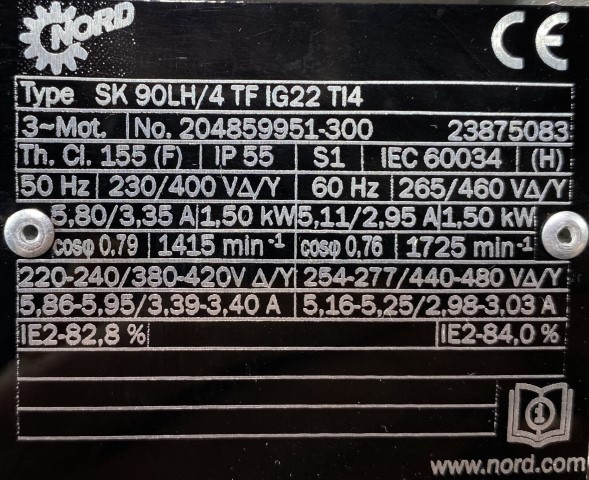 NORD CE
Type SK 90LH/4 TF IG22 TI4
3~Mot. No. 204859951-300 23875083
Th. Cl. 155 (F) IP 55 S1 IEC 60034 (H)
50 Hz 230/400 V Δ/Y 60 Hz 265/460 V Δ/Y
5,80/3,35 A 1,50 kW 5,11/2,95 A 1,50 kW
cosφ 0,79 1415 min⁻¹ cosφ 0,76 1725 min⁻¹
220-240/380-420V Δ/Y 254-277/440-480 V Δ/Y
5,86-5,95/3,39-3,40 A 5,16-5,25/2,98-3,03 A
IE2-82,8 % IE2-84,0 %
i
www.nord.com